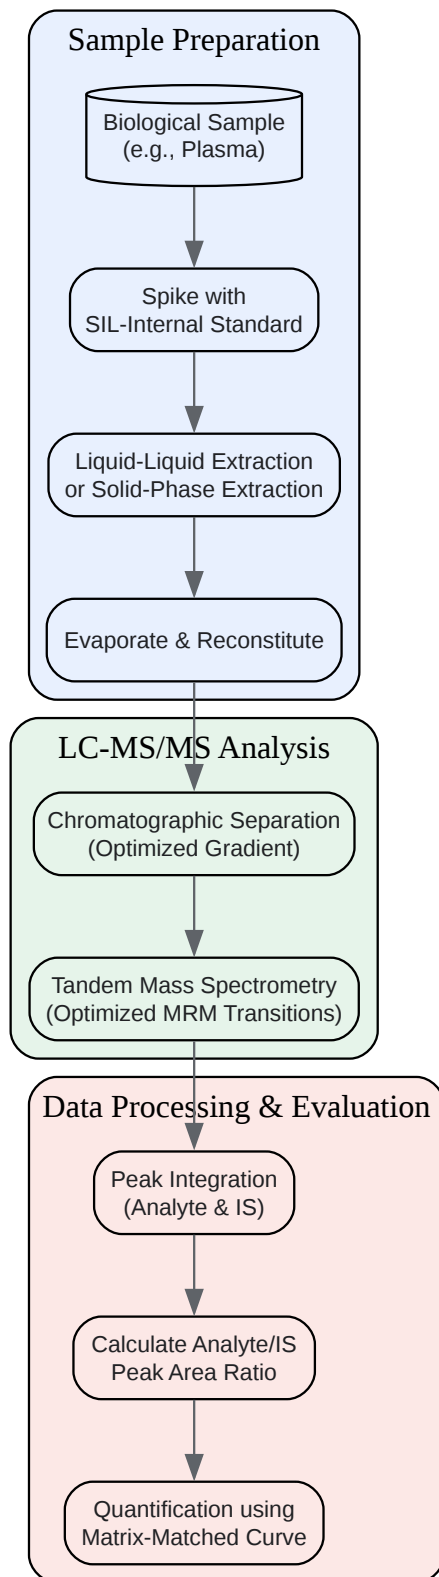 Sample Preparation
Biological Sample
(e.g., Plasma)
Spike with
SIL-Internal Standard
Liquid-Liquid Extraction
or Solid-Phase Extraction
Evaporate & Reconstitute
LC-MS/MS Analysis
Chromatographic Separation
(Optimized Gradient)
Tandem Mass Spectrometry
(Optimized MRM Transitions)
Data Processing & Evaluation
Peak Integration
(Analyte & IS)
Calculate Analyte/IS
Peak Area Ratio
Quantification using
Matrix-Matched Curve